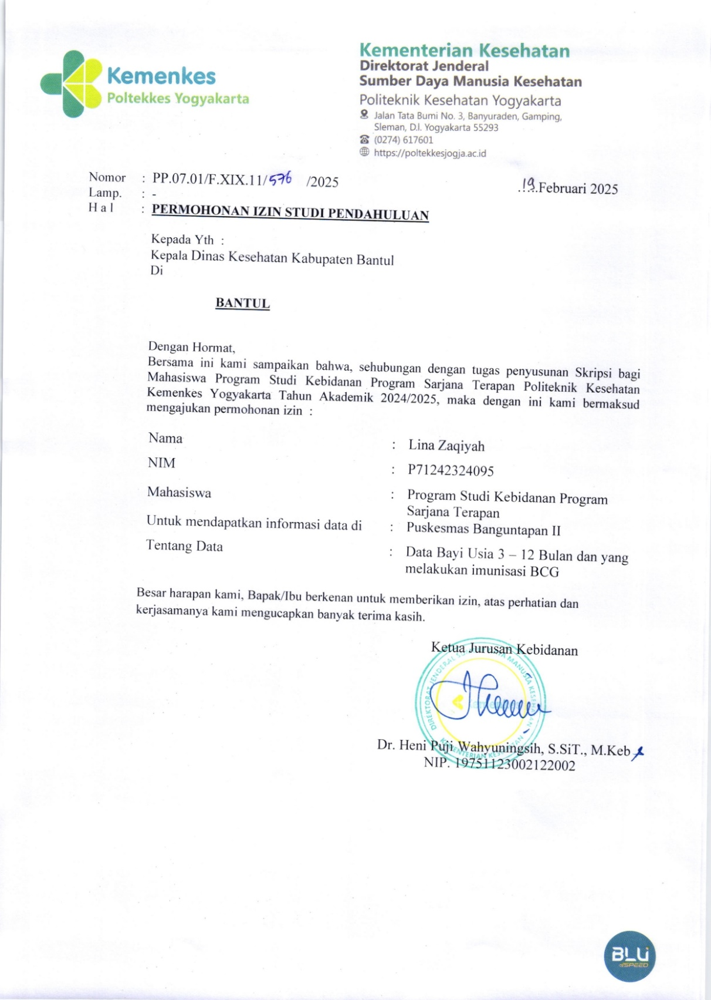 Kemenkes
Poltekkes Yogyakarta
Kementerian Kesehatan
Direktorat Jenderal
Sumber Daya Manusia Kesehatan
Politeknik Kesehatan Yogyakarta
Jalan Tata Bumi No. 3, Banyuraden, Gamping,
Sleman, D.I. Yogyakarta 55293
(0274) 617601
https://poltekkesjogja.ac.id
Nomor : PP.07.01/F.XIX.11/576 /2025
.19.Februari 2025
Lamp. : -
H a l : PERMOHONAN IZIN STUDI PENDAHULUAN
Kepada Yth :
Kepala Dinas Kesehatan Kabupaten Bantul
Di
BANTUL
Dengan Hormat,
Bersama ini kami sampaikan bahwa, sehubungan dengan tugas penyusunan Skripsi bagi
Mahasiswa Program Studi Kebidanan Program Sarjana Terapan Politeknik Kesehatan
Kemenkes Yogyakarta Tahun Akademik 2024/2025, maka dengan ini kami bermaksud
mengajukan permohonan izin :
Nama : Lina Zaqiyah
NIM : P71242324095
Mahasiswa : Program Studi Kebidanan Program
Sarjana Terapan
Untuk mendapatkan informasi data di : Puskesmas Banguntapan II
Tentang Data : Data Bayi Usia 3 – 12 Bulan dan yang
melakukan imunisasi BCG
Besar harapan kami, Bapak/Ibu berkenan untuk memberikan izin, atas perhatian dan
kerjasamanya kami mengucapkan banyak terima kasih.
Ketua Jurusan Kebidanan
DIREKTORAT JENDERAL SUMBER DAYA MANUSIA KESEHATAN
Kemenkes
KEMENTERIAN KESEHATAN
Dr. Heni Puji Wahyuningsih, S.SiT., M.Keb
NIP. 197511232002122002
BLU
SPEED